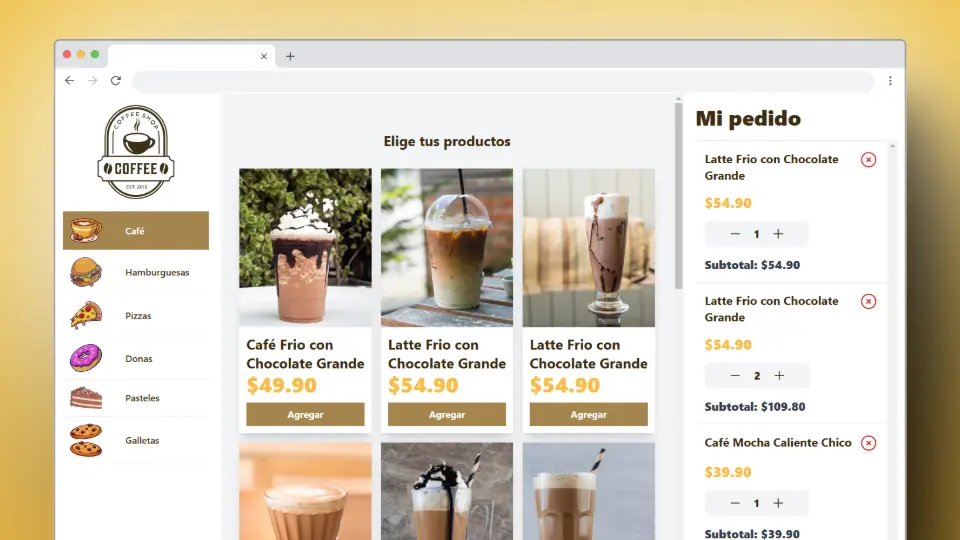 COFFEE SHOP
COFFEE
EST. 2015
Café
Hamburguesas
Pizzas
Donas
Pasteles
Galletas
Elige tus productos
Café Frio con
Chocolate Grande
$49.90
Agregar
Latte Frio con
Chocolate Grande
$54.90
Agregar
Latte Frio con
Chocolate Grande
$54.90
Agregar
Mi pedido
Latte Frio con Chocolate
Grande
$54.90
1
Subtotal: $54.90
Latte Frio con Chocolate
Grande
$54.90
2
Subtotal: $109.80
Café Mocha Caliente Chico
$39.90
1
Subtotal: $39.90